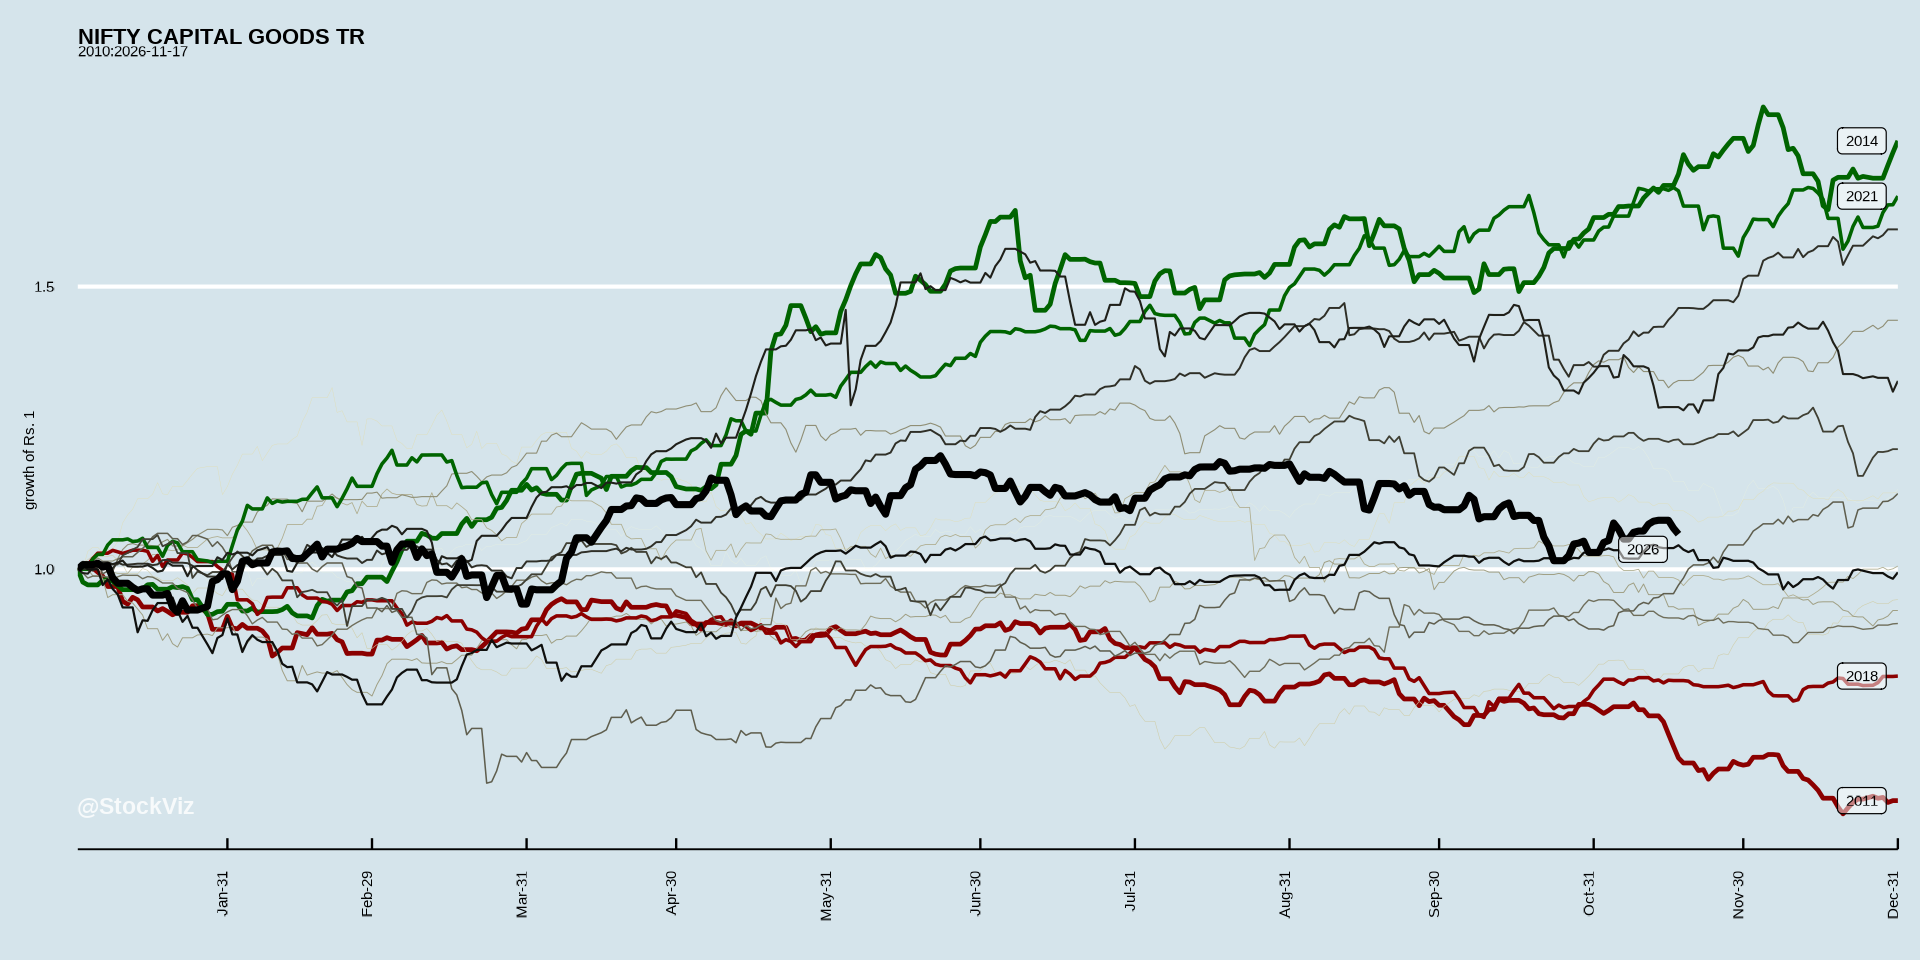 NIFTY CAPITAL GOODS TR
2010:2026-11-17
2014
2021
1.5
growth of Rs. 1
1.0
2026
2018
2011
@StockViz
Jan-31
Feb-29
Mar-31
Apr-30
May-31
Jun-30
Jul-31
Aug-31
Sep-30
Oct-31
Nov-30
Dec-31